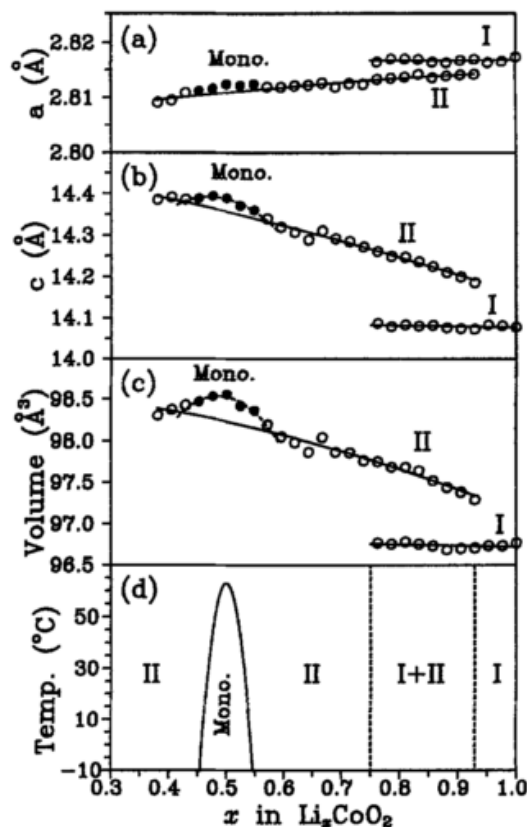 (a)
Mono.
I
II
a (Å)
2.82
2.81
2.80
(b)
Mono.
II
I
c (Å)
14.4
14.3
14.2
14.1
14.0
(c)
Mono.
II
I
Volume (Å³)
98.5
98.0
97.5
97.0
96.5
(d)
II
Mono.
II
I+II
I
Temp. (°C)
50
30
10
-10
0.3 0.4 0.5 0.6 0.7 0.8 0.9 1.0
x in LiₓCoO₂